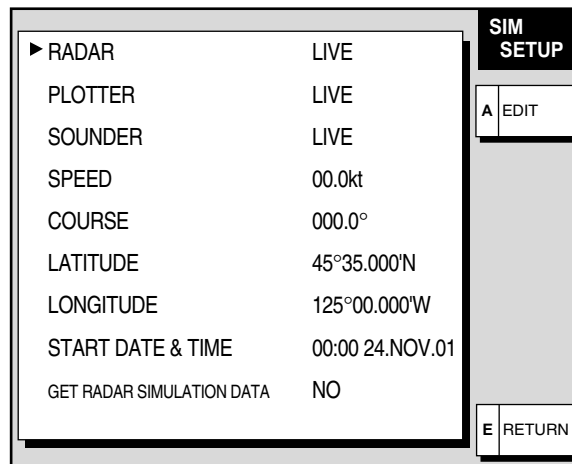 SIM
SETUP
▶ RADAR LIVE
PLOTTER LIVE
SOUNDER LIVE
SPEED 00.0kt
COURSE 000.0°
LATITUDE 45°35.000'N
LONGITUDE 125°00.000'W
START DATE & TIME 00:00 24.NOV.01
GET RADAR SIMULATION DATA NO
A EDIT
E RETURN